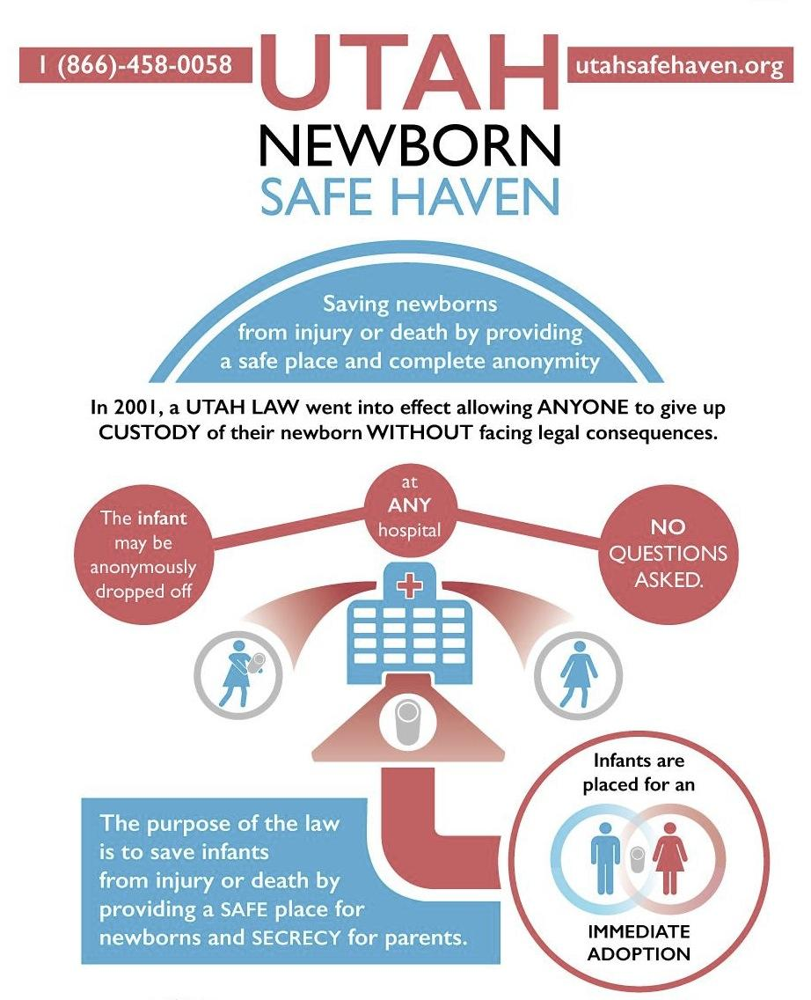 1 (866)-458-0058
UTAH
utahsafehaven.org
NEWBORN
SAFE HAVEN
Saving newborns
from injury or death by providing
a safe place and complete anonymity
In 2001, a UTAH LAW went into effect allowing ANYONE to give up
CUSTODY of their newborn WITHOUT facing legal consequences.
The infant
may be
anonymously
dropped off
at
ANY
hospital
NO
QUESTIONS
ASKED.
Infants are
placed for an
IMMEDIATE
ADOPTION
The purpose of the law
is to save infants
from injury or death by
providing a SAFE place for
newborns and SECRECY for parents.